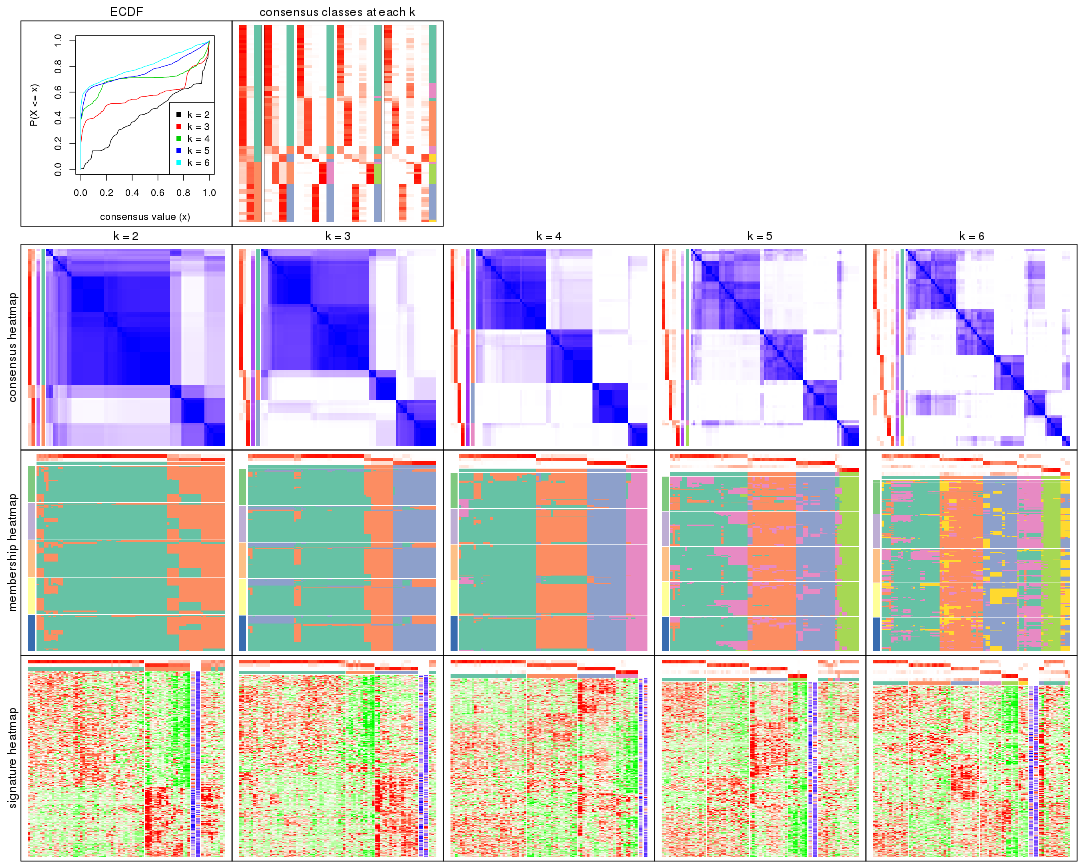 ECDF
consensus classes at each k
P(X <= x)
0.0 0.2 0.4 0.6 0.8 1.0
k = 2
k = 3
k = 4
k = 5
k = 6
0.0 0.2 0.4 0.6 0.8 1.0
consensus value (x)
k = 2 k = 3 k = 4 k = 5 k = 6
consensus heatmap
membership heatmap
signature heatmap